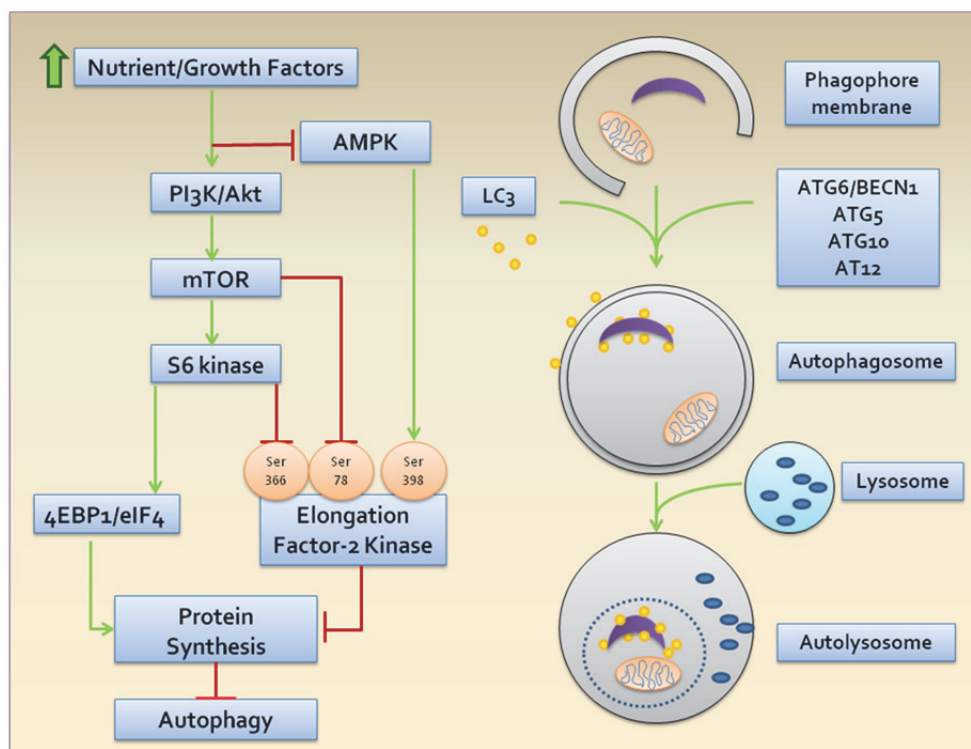 Nutrient/Growth Factors
AMPK
PI3K/Akt
mTOR
S6 kinase
Ser
366
Ser
78
Ser
398
4EBP1/eIF4
Elongation
Factor-2 Kinase
Protein
Synthesis
Autophagy
Phagophore
membrane
LC3
ATG6/BECN1
ATG5
ATG10
AT12
Autophagosome
Lysosome
Autolysosome